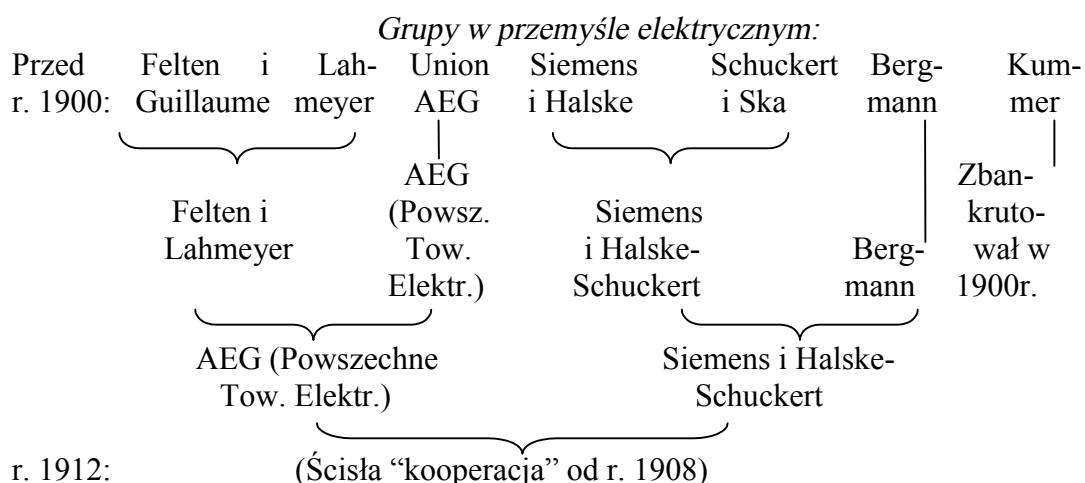 Grupy w przemyśle elektrycznym:
Przed Felten i Lah- Union Siemens Schuckert Berg- Kum-
r. 1900: Guillaume meyer AEG i Halske i Ska mann mer
AEG Zban-
Felten i (Powsz. Siemens kruto-
Lahmeyer Tow. i Halske- Berg- wał w
Elektr.) Schuckert mann 1900r.
AEG (Powszechne Siemens i Halske-
Tow. Elektr.) Schuckert
r. 1912: (Ścisła “kooperacja” od r. 1908)